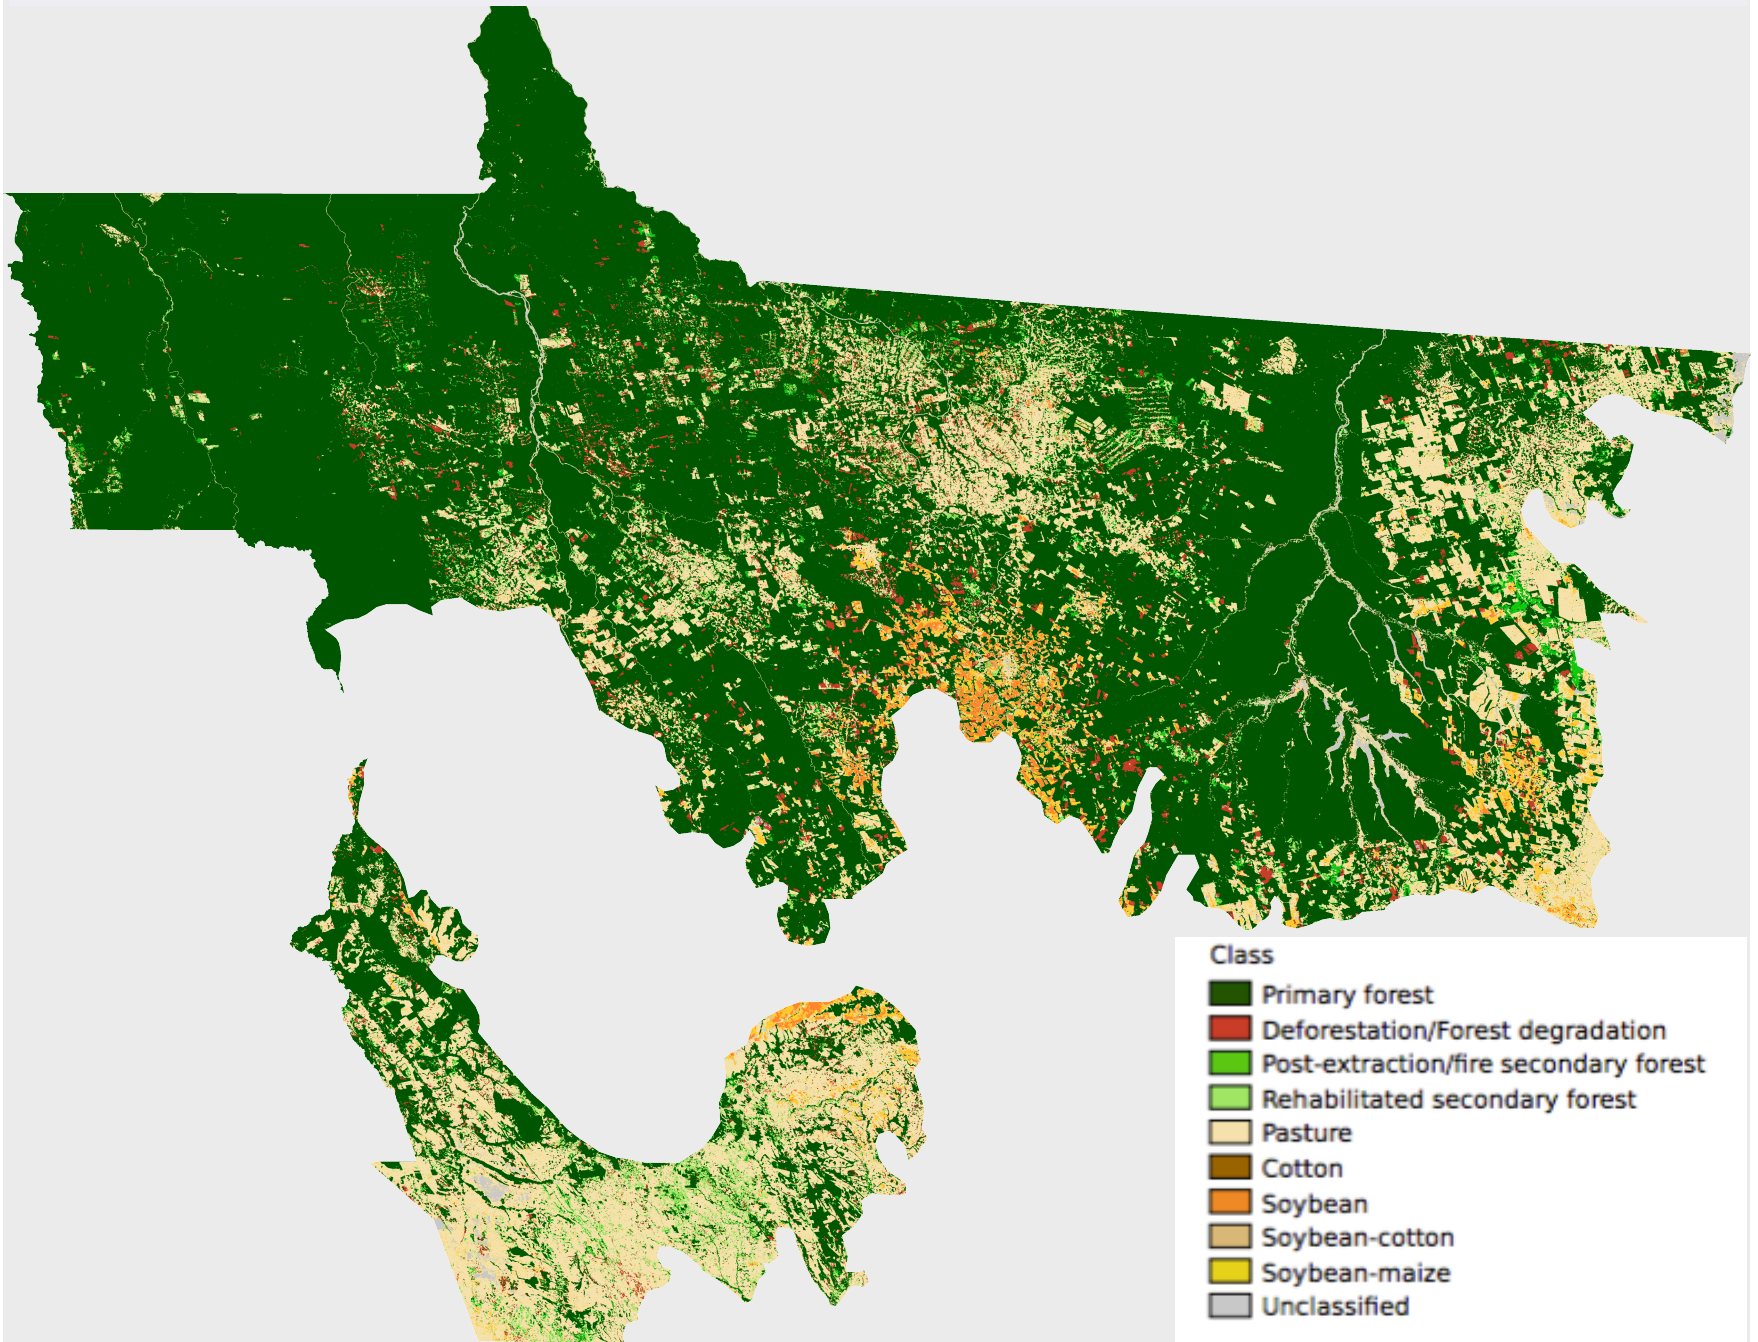 Class
Primary forest
Deforestation/Forest degradation
Post-extraction/fire secondary forest
Rehabilitated secondary forest
Pasture
Cotton
Soybean
Soybean-cotton
Soybean-maize
Unclassified